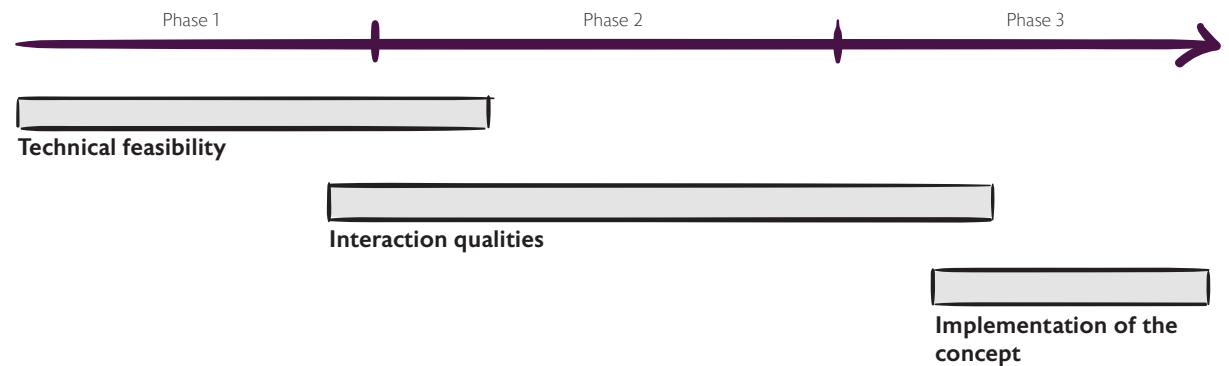 Phase 1
Phase 2
Phase 3
Technical feasibility
Interaction qualities
Implementation of the
concept